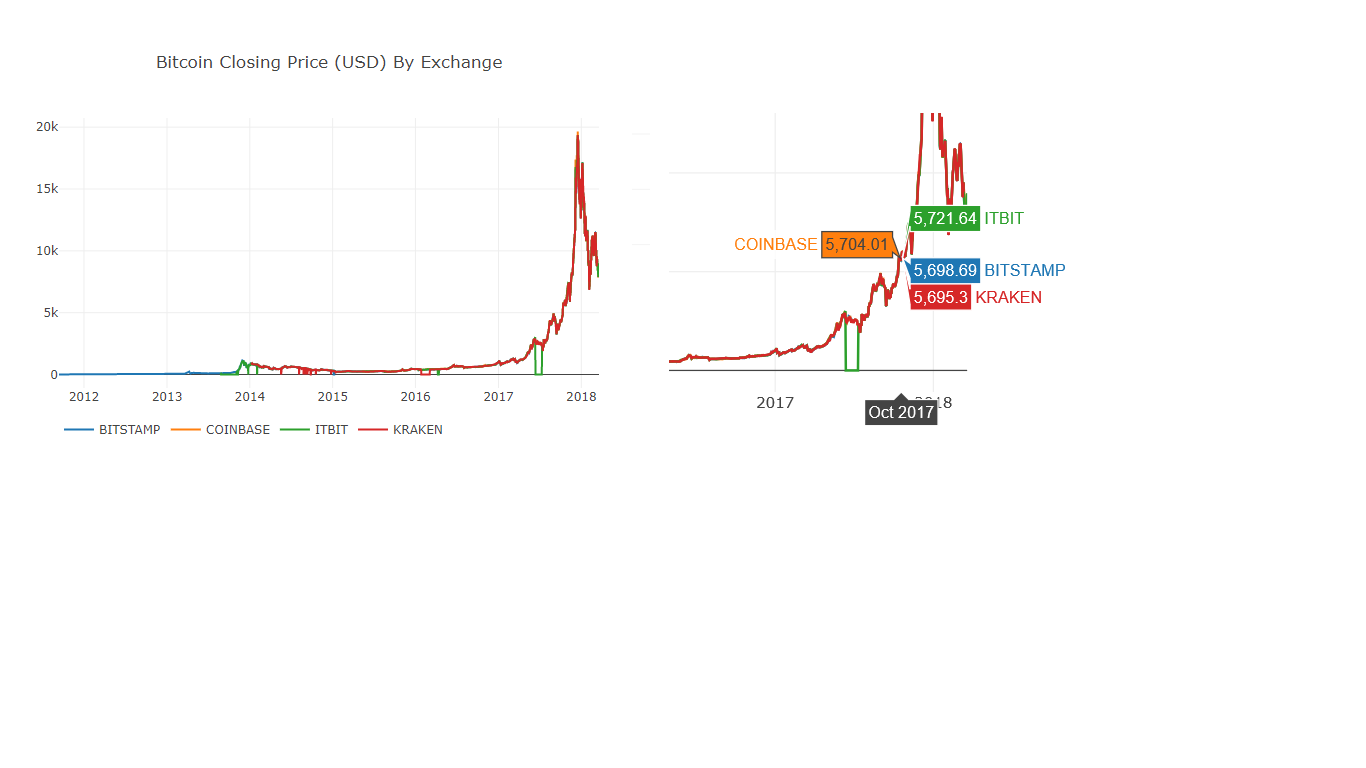 Bitcoin Closing Price (USD) By Exchange
20k
15k
10k
5k
0
2012 2013 2014 2015 2016 2017 2018
BITSTAMP COINBASE ITBIT KRAKEN
5,721.64 ITBIT
COINBASE 5,704.01
5,698.69 BITSTAMP
5,695.3 KRAKEN
2017 2018
Oct 2017